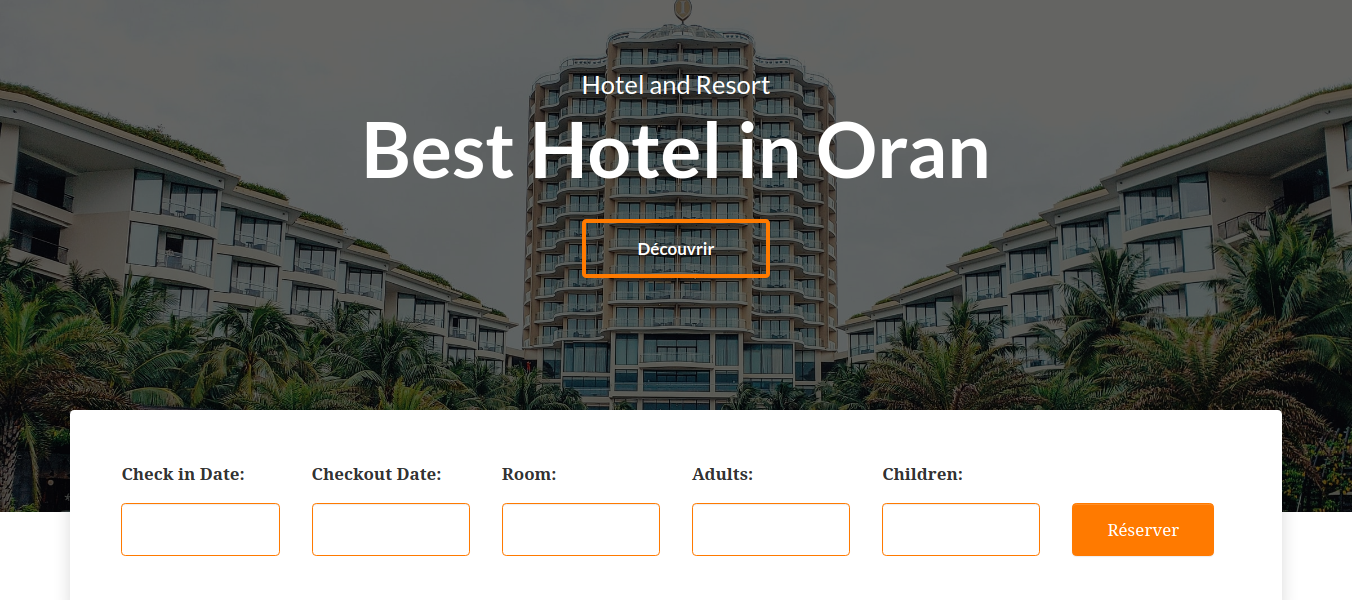 Hotel and Resort
Best Hotel in Oran
Découvrir
Check in Date: Checkout Date: Room: Adults: Children:
Réserver